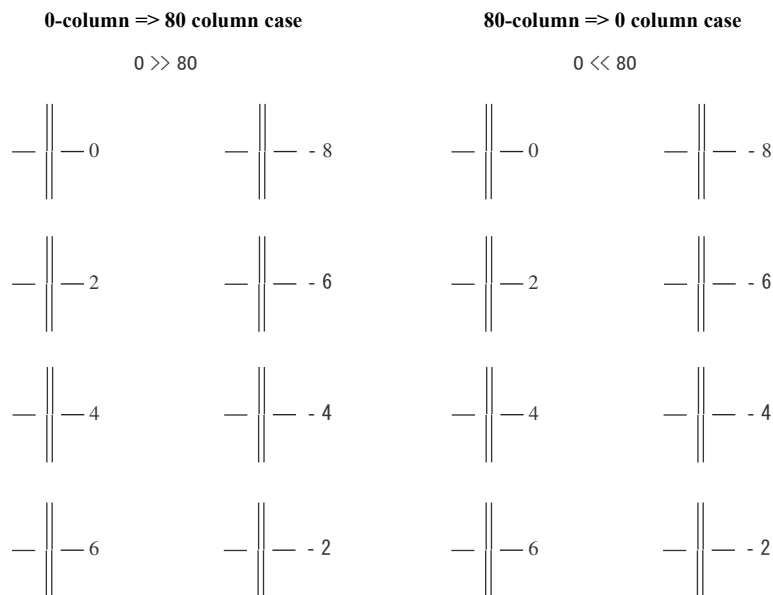 0-column => 80 column case 80-column => 0 column case
0 >> 80 0 << 80
0 - 8 0 - 8
2 - 6 2 - 6
4 - 4 4 - 4
6 - 2 6 - 2